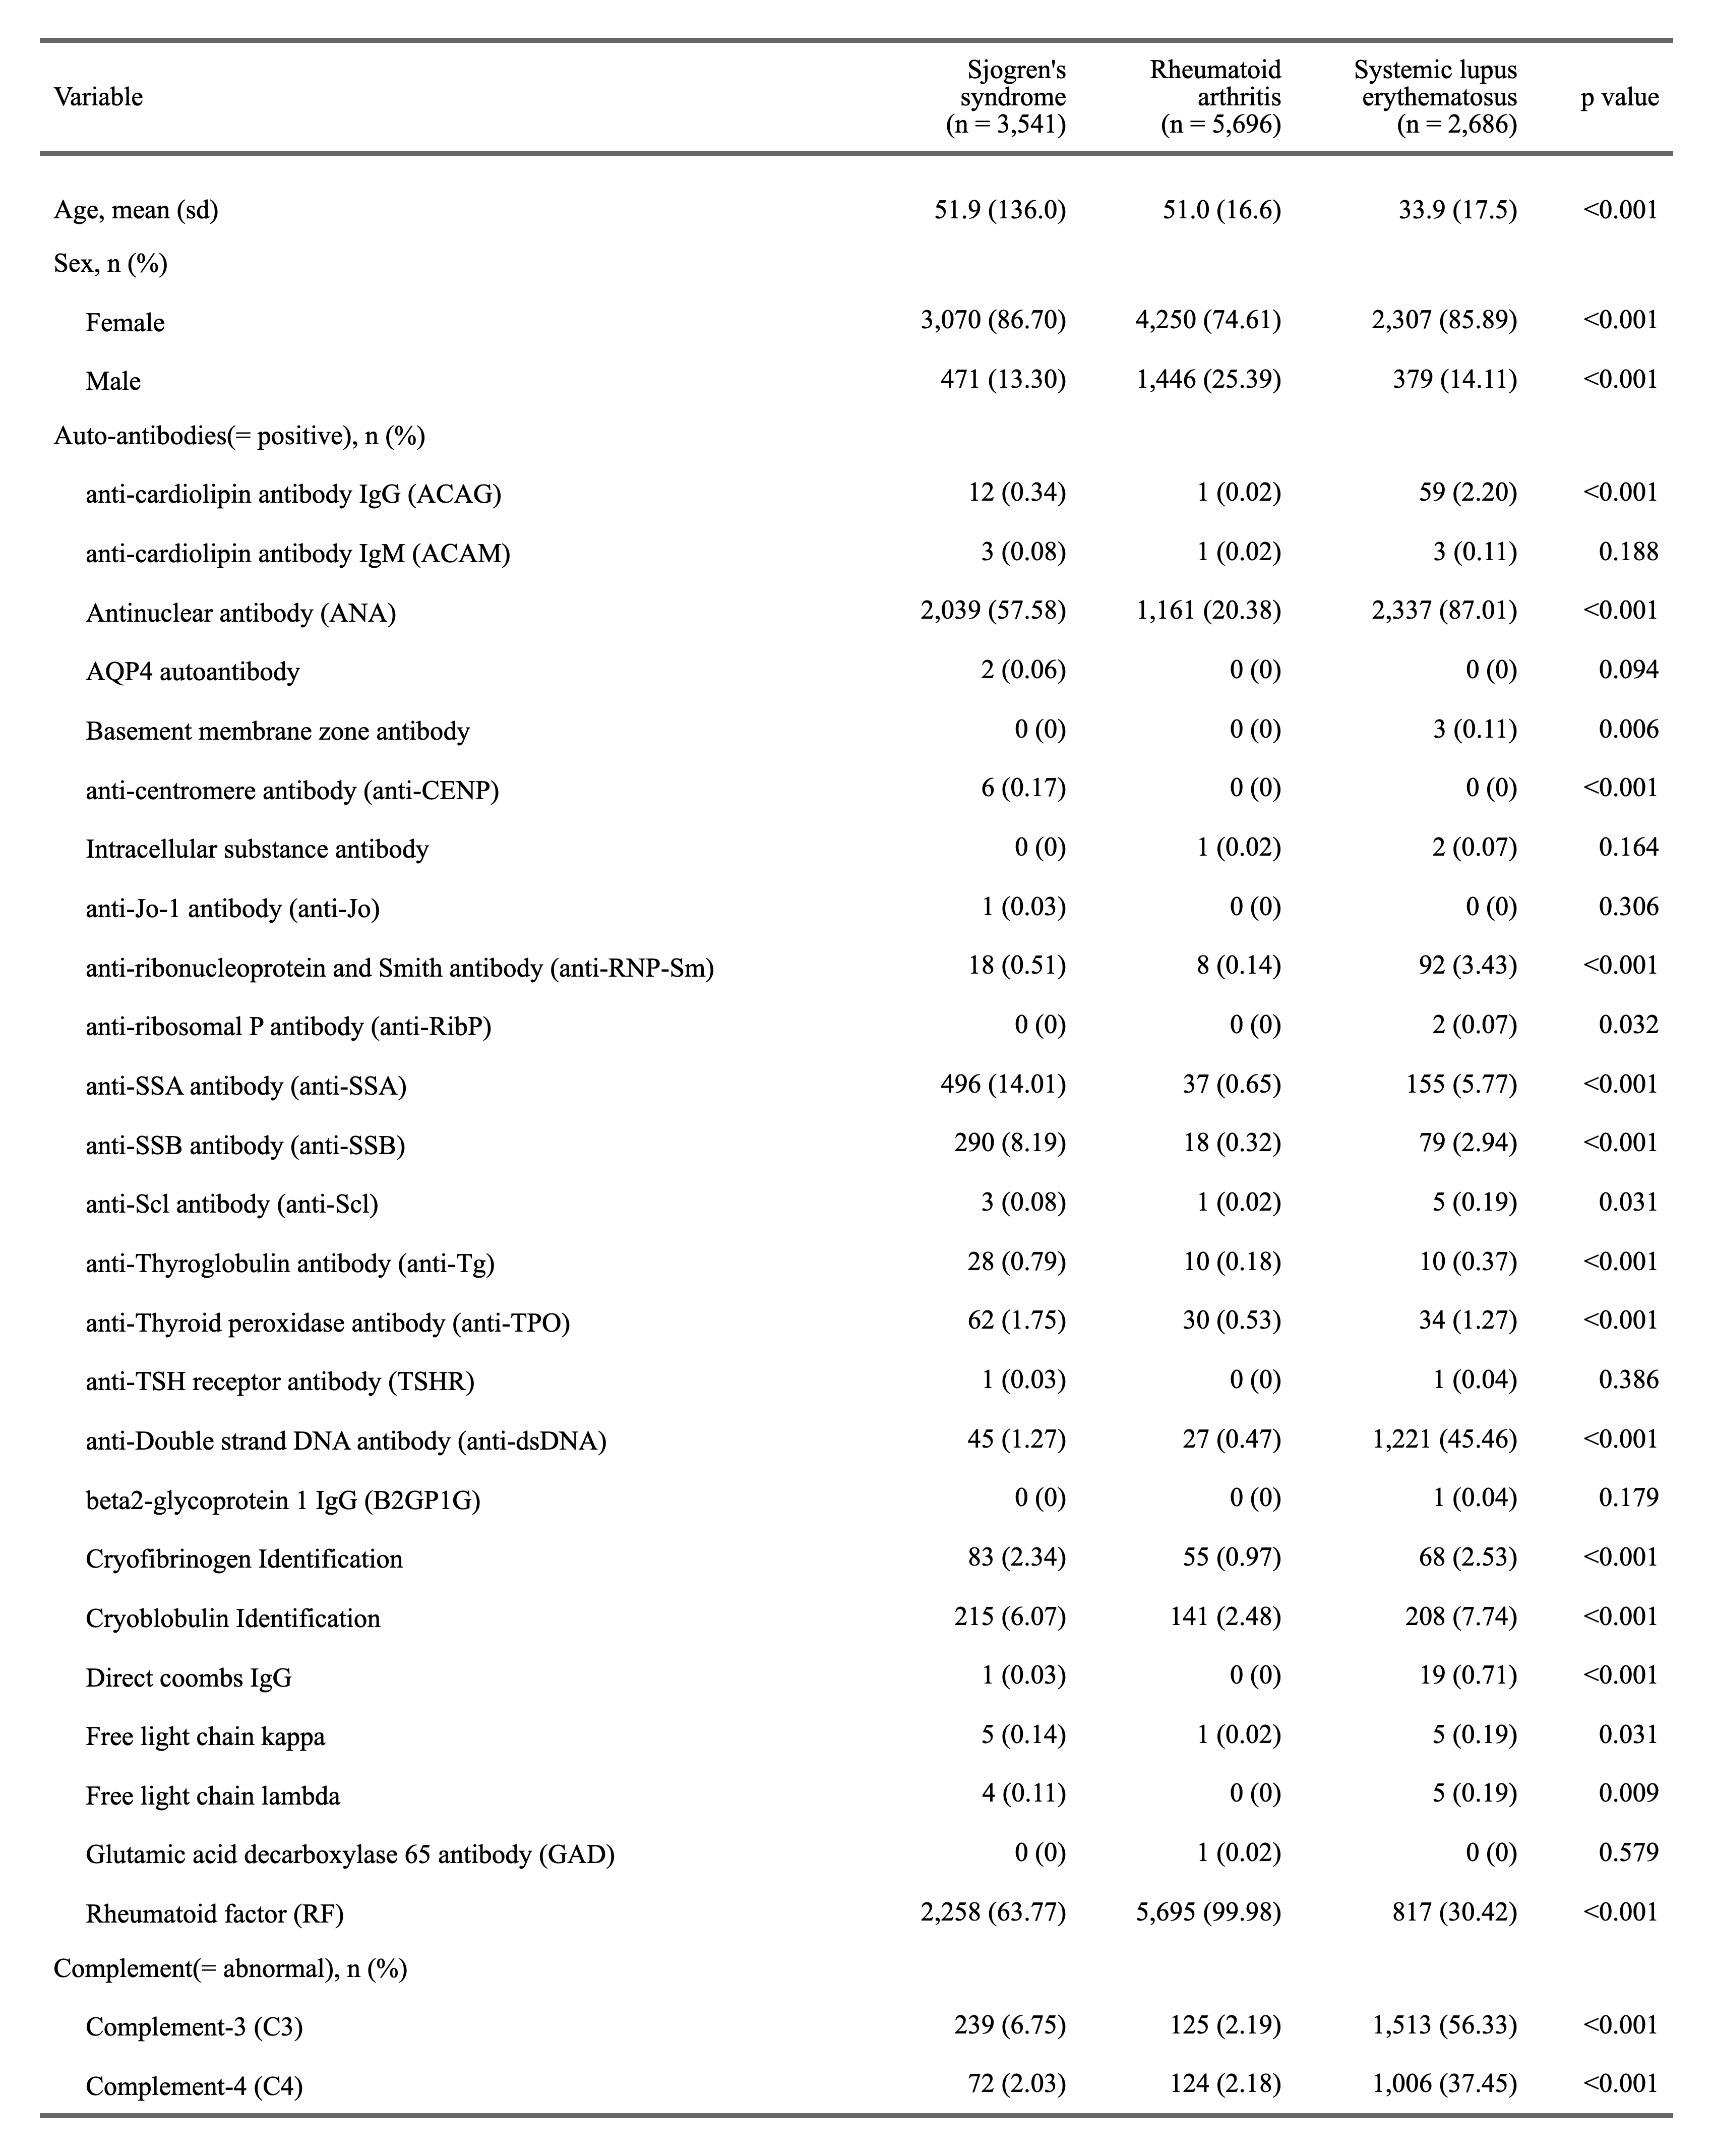 Variable Sjogren's syndrome (n = 3,541) Rheumatoid arthritis (n = 5,696) Systemic lupus erythematosus (n = 2,686) p value
Age, mean (sd) 51.9 (136.0) 51.0 (16.6) 33.9 (17.5) <0.001
Sex, n (%)
Female 3,070 (86.70) 4,250 (74.61) 2,307 (85.89) <0.001
Male 471 (13.30) 1,446 (25.39) 379 (14.11) <0.001
Auto-antibodies(= positive), n (%)
anti-cardiolipin antibody IgG (ACAG) 12 (0.34) 1 (0.02) 59 (2.20) <0.001
anti-cardiolipin antibody IgM (ACAM) 3 (0.08) 1 (0.02) 3 (0.11) 0.188
Antinuclear antibody (ANA) 2,039 (57.58) 1,161 (20.38) 2,337 (87.01) <0.001
AQP4 autoantibody 2 (0.06) 0 (0) 0 (0) 0.094
Basement membrane zone antibody 0 (0) 0 (0) 3 (0.11) 0.006
anti-centromere antibody (anti-CENP) 6 (0.17) 0 (0) 0 (0) <0.001
Intracellular substance antibody 0 (0) 1 (0.02) 2 (0.07) 0.164
anti-Jo-1 antibody (anti-Jo) 1 (0.03) 0 (0) 0 (0) 0.306
anti-ribonucleoprotein and Smith antibody (anti-RNP-Sm) 18 (0.51) 8 (0.14) 92 (3.43) <0.001
anti-ribosomal P antibody (anti-RibP) 0 (0) 0 (0) 2 (0.07) 0.032
anti-SSA antibody (anti-SSA) 496 (14.01) 37 (0.65) 155 (5.77) <0.001
anti-SSB antibody (anti-SSB) 290 (8.19) 18 (0.32) 79 (2.94) <0.001
anti-Scl antibody (anti-Scl) 3 (0.08) 1 (0.02) 5 (0.19) 0.031
anti-Thyroglobulin antibody (anti-Tg) 28 (0.79) 10 (0.18) 10 (0.37) <0.001
anti-Thyroid peroxidase antibody (anti-TPO) 62 (1.75) 30 (0.53) 34 (1.27) <0.001
anti-TSH receptor antibody (TSHR) 1 (0.03) 0 (0) 1 (0.04) 0.386
anti-Double strand DNA antibody (anti-dsDNA) 45 (1.27) 27 (0.47) 1,221 (45.46) <0.001
beta2-glycoprotein 1 IgG (B2GP1G) 0 (0) 0 (0) 1 (0.04) 0.179
Cryofibrinogen Identification 83 (2.34) 55 (0.97) 68 (2.53) <0.001
Cryoblobulin Identification 215 (6.07) 141 (2.48) 208 (7.74) <0.001
Direct coombs IgG 1 (0.03) 0 (0) 19 (0.71) <0.001
Free light chain kappa 5 (0.14) 1 (0.02) 5 (0.19) 0.031
Free light chain lambda 4 (0.11) 0 (0) 5 (0.19) 0.009
Glutamic acid decarboxylase 65 antibody (GAD) 0 (0) 1 (0.02) 0 (0) 0.579
Rheumatoid factor (RF) 2,258 (63.77) 5,695 (99.98) 817 (30.42) <0.001
Complement(= abnormal), n (%)
Complement-3 (C3) 239 (6.75) 125 (2.19) 1,513 (56.33) <0.001
Complement-4 (C4) 72 (2.03) 124 (2.18) 1,006 (37.45) <0.001